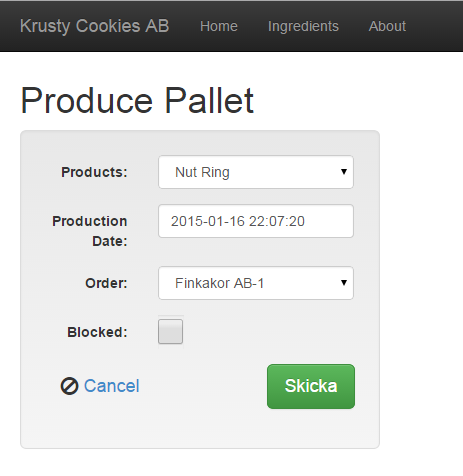 Krusty Cookies AB Home Ingredients About
Produce Pallet
Products: Nut Ring
Production Date: 2015-01-16 22:07:20
Order: Finkakor AB-1
Blocked:
Cancel Skicka